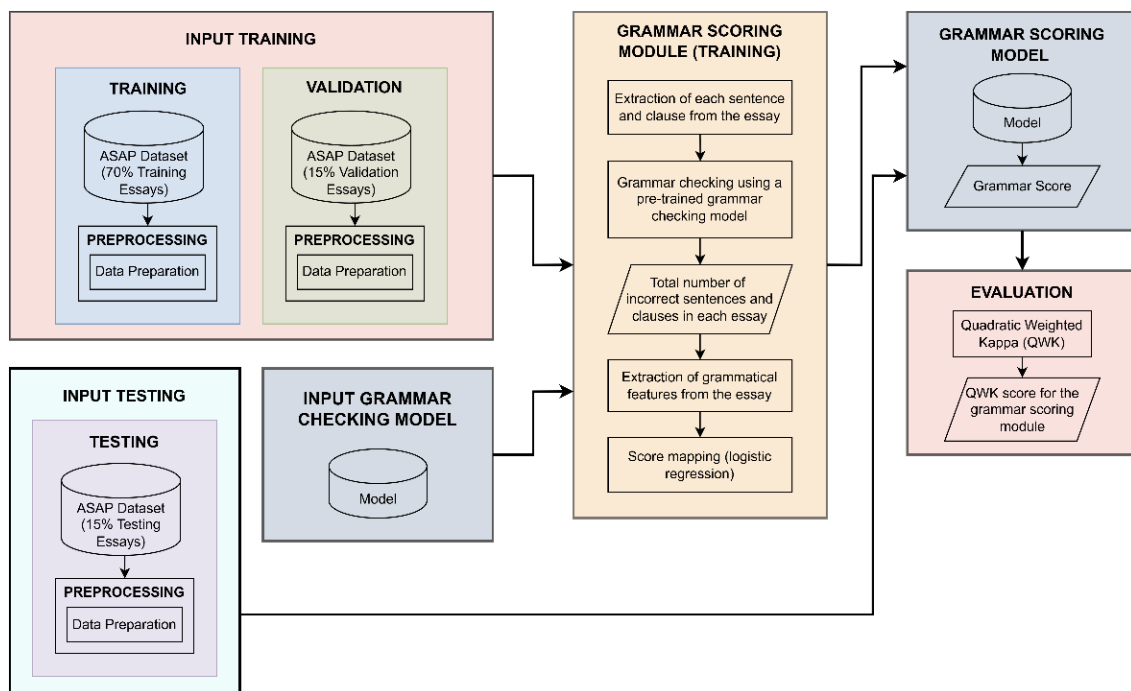 INPUT TRAINING
TRAINING
ASAP Dataset
(70% Training
Essays)
PREPROCESSING
Data Preparation
VALIDATION
ASAP Dataset
(15% Validation
Essays)
PREPROCESSING
Data Preparation
INPUT TESTING
TESTING
ASAP Dataset
(15% Testing
Essays)
PREPROCESSING
Data Preparation
INPUT GRAMMAR
CHECKING MODEL
Model
GRAMMAR SCORING
MODULE (TRAINING)
Extraction of each sentence
and clause from the essay
Grammar checking using a
pre-trained grammar
checking model
Total number of
incorrect sentences and
clauses in each essay
Extraction of grammatical
features from the essay
Score mapping (logistic
regression)
GRAMMAR SCORING
MODEL
Model
Grammar Score
EVALUATION
Quadratic Weighted
Kappa (QWK)
QWK score for the
grammar scoring
module